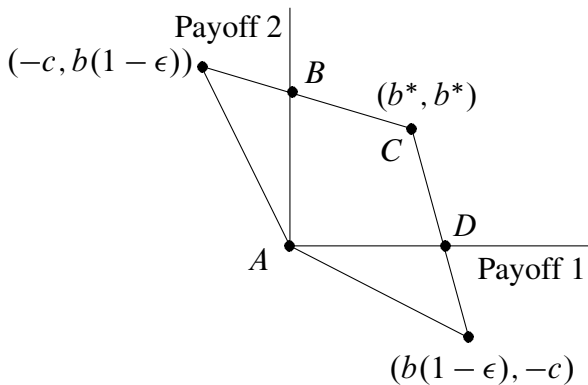 Payoff 2
(−c, b(1 − ϵ))
B
(b*, b*)
C
D
A
Payoff 1
(b(1 − ϵ), −c)